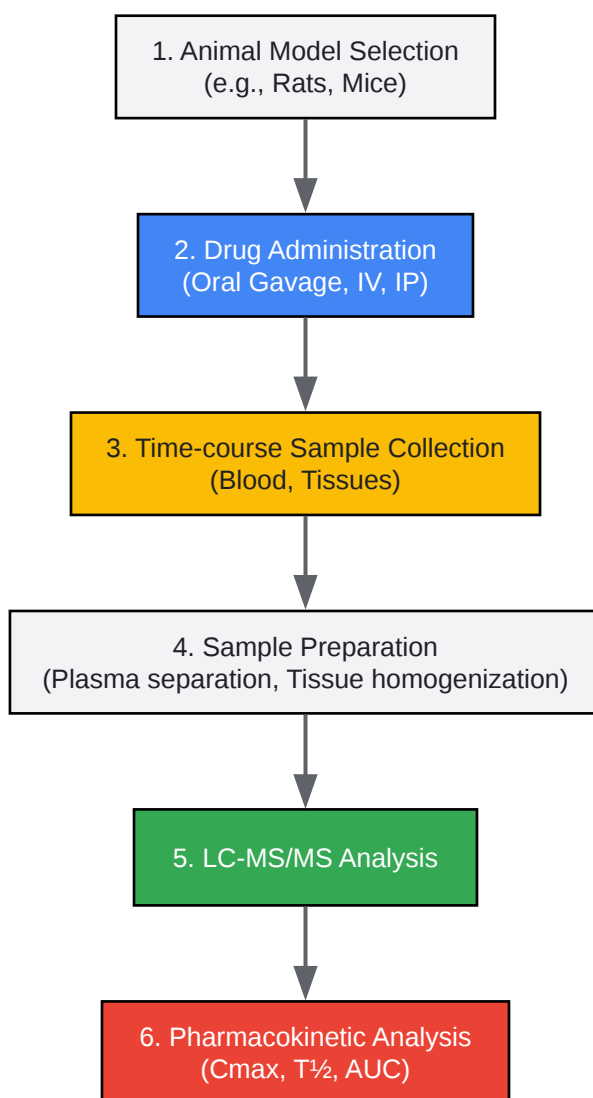 1. Animal Model Selection
(e.g., Rats, Mice)
2. Drug Administration
(Oral Gavage, IV, IP)
3. Time-course Sample Collection
(Blood, Tissues)
4. Sample Preparation
(Plasma separation, Tissue homogenization)
5. LC-MS/MS Analysis
6. Pharmacokinetic Analysis
(Cmax, T½, AUC)